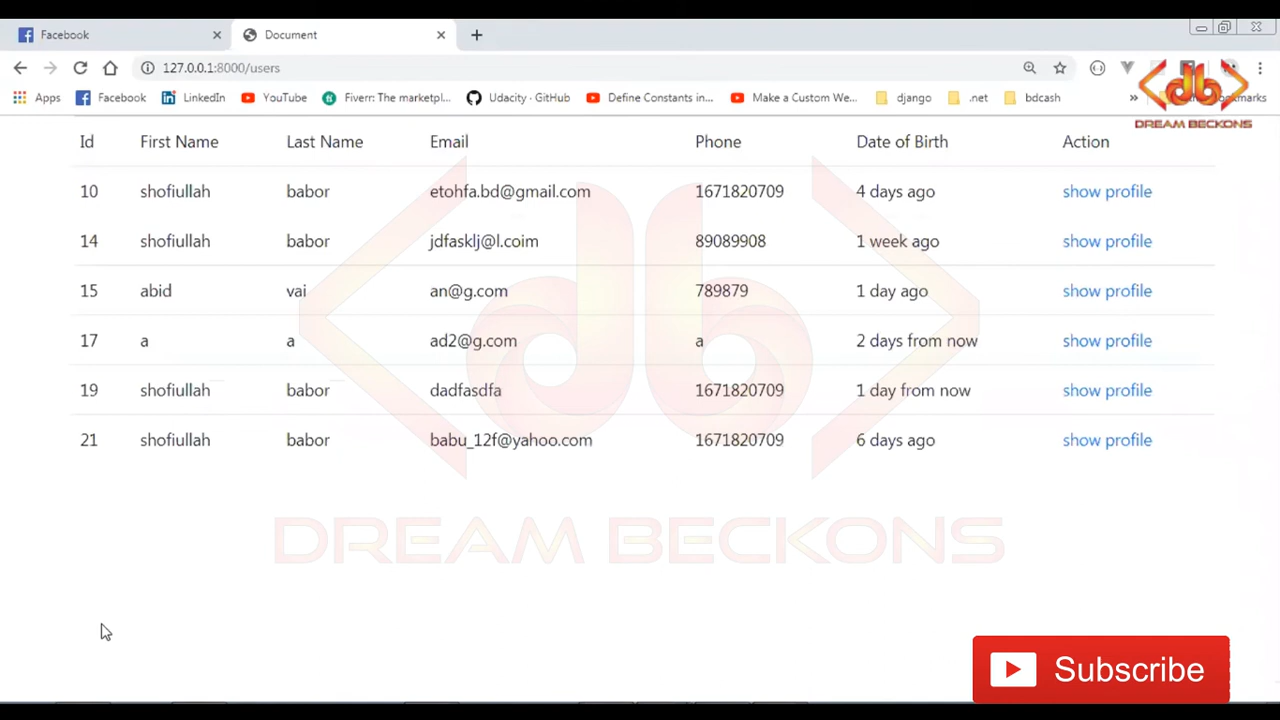 Facebook Document
127.0.0.1:8000/users
Apps Facebook LinkedIn YouTube Fiverr: The marketpl... Udacity · GitHub Define Constants in... Make a Custom We... django .net bdcash » Bookmarks
DREAM BECKONS
Id First Name Last Name Email Phone Date of Birth Action
10 shofiullah babor etohfa.bd@gmail.com 1671820709 4 days ago show profile
14 shofiullah babor jdfasklj@l.coim 89089908 1 week ago show profile
15 abid vai an@g.com 789879 1 day ago show profile
17 a a ad2@g.com a 2 days from now show profile
19 shofiullah babor dadfasdfa 1671820709 1 day from now show profile
21 shofiullah babor babu_12f@yahoo.com 1671820709 6 days ago show profile
DREAM BECKONS
Subscribe